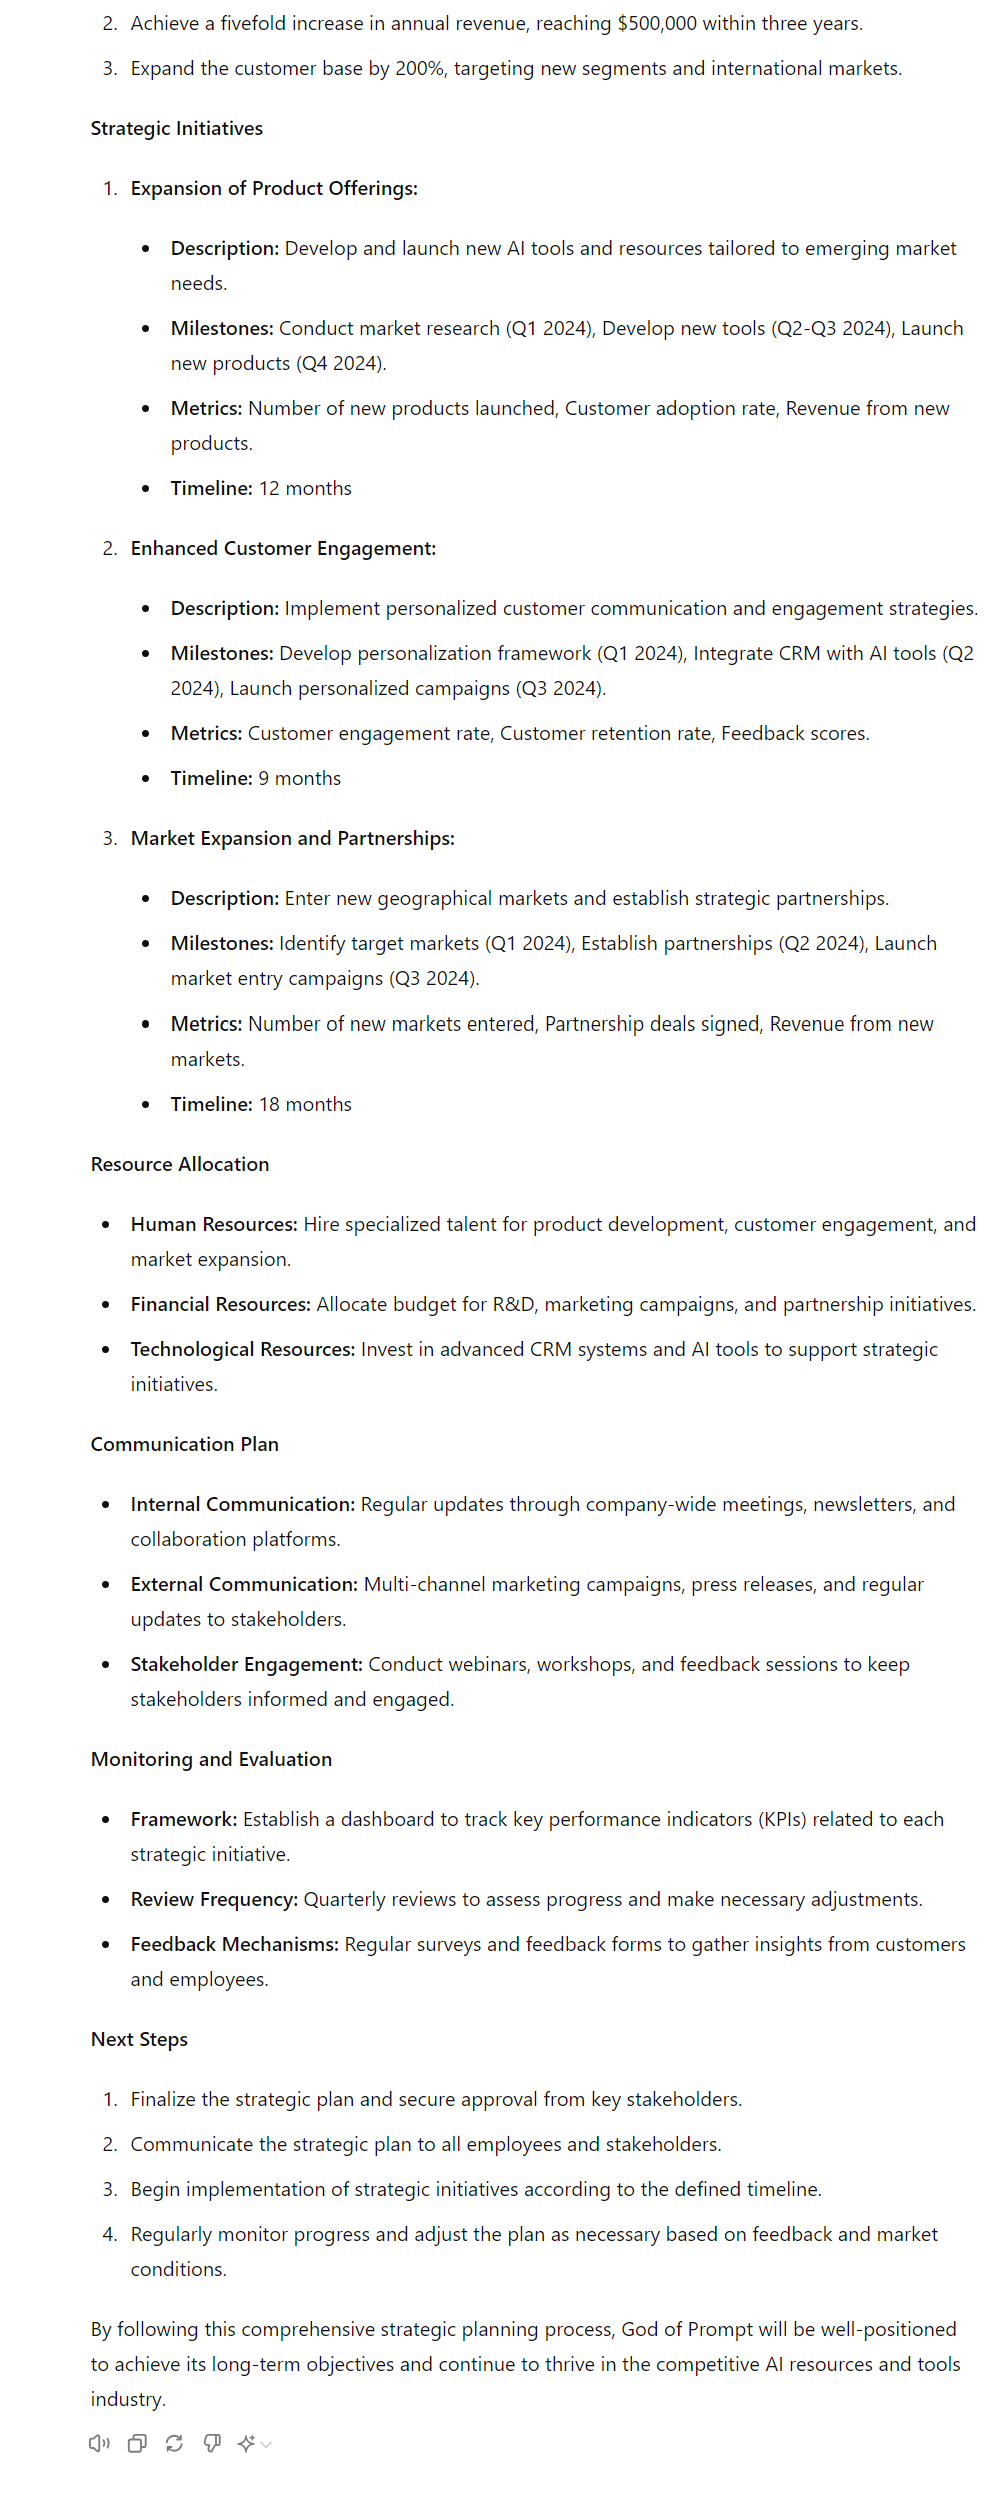 2. Achieve a fivefold increase in annual revenue, reaching $500,000 within three years.
3. Expand the customer base by 200%, targeting new segments and international markets.
Strategic Initiatives
1. Expansion of Product Offerings:
• Description: Develop and launch new AI tools and resources tailored to emerging market
needs.
• Milestones: Conduct market research (Q1 2024), Develop new tools (Q2-Q3 2024), Launch
new products (Q4 2024).
• Metrics: Number of new products launched, Customer adoption rate, Revenue from new
products.
• Timeline: 12 months
2. Enhanced Customer Engagement:
• Description: Implement personalized customer communication and engagement strategies.
• Milestones: Develop personalization framework (Q1 2024), Integrate CRM with AI tools (Q2
2024), Launch personalized campaigns (Q3 2024).
• Metrics: Customer engagement rate, Customer retention rate, Feedback scores.
• Timeline: 9 months
3. Market Expansion and Partnerships:
• Description: Enter new geographical markets and establish strategic partnerships.
• Milestones: Identify target markets (Q1 2024), Establish partnerships (Q2 2024), Launch
market entry campaigns (Q3 2024).
• Metrics: Number of new markets entered, Partnership deals signed, Revenue from new
markets.
• Timeline: 18 months
Resource Allocation
• Human Resources: Hire specialized talent for product development, customer engagement, and
market expansion.
• Financial Resources: Allocate budget for R&D, marketing campaigns, and partnership initiatives.
• Technological Resources: Invest in advanced CRM systems and AI tools to support strategic
initiatives.
Communication Plan
• Internal Communication: Regular updates through company-wide meetings, newsletters, and
collaboration platforms.
• External Communication: Multi-channel marketing campaigns, press releases, and regular
updates to stakeholders.
• Stakeholder Engagement: Conduct webinars, workshops, and feedback sessions to keep
stakeholders informed and engaged.
Monitoring and Evaluation
• Framework: Establish a dashboard to track key performance indicators (KPIs) related to each
strategic initiative.
• Review Frequency: Quarterly reviews to assess progress and make necessary adjustments.
• Feedback Mechanisms: Regular surveys and feedback forms to gather insights from customers
and employees.
Next Steps
1. Finalize the strategic plan and secure approval from key stakeholders.
2. Communicate the strategic plan to all employees and stakeholders.
3. Begin implementation of strategic initiatives according to the defined timeline.
4. Regularly monitor progress and adjust the plan as necessary based on feedback and market
conditions.
By following this comprehensive strategic planning process, God of Prompt will be well-positioned
to achieve its long-term objectives and continue to thrive in the competitive AI resources and tools
industry.